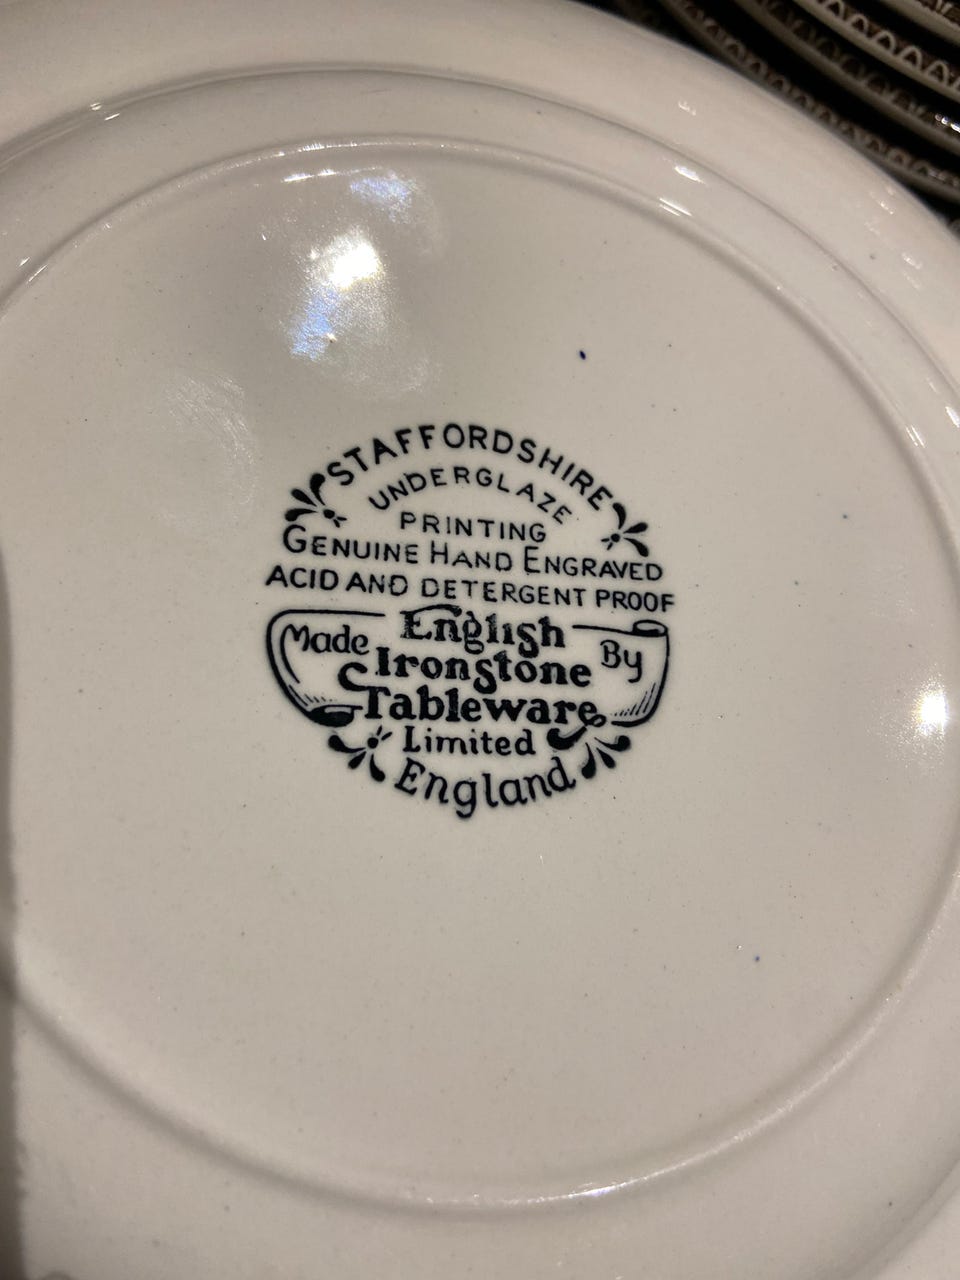 STAFFORDSHIRE
UNDERGLAZE
PRINTING
GENUINE HAND ENGRAVED
ACID AND DETERGENT PROOF
Made English By
Ironstone
Tableware
Limited
England